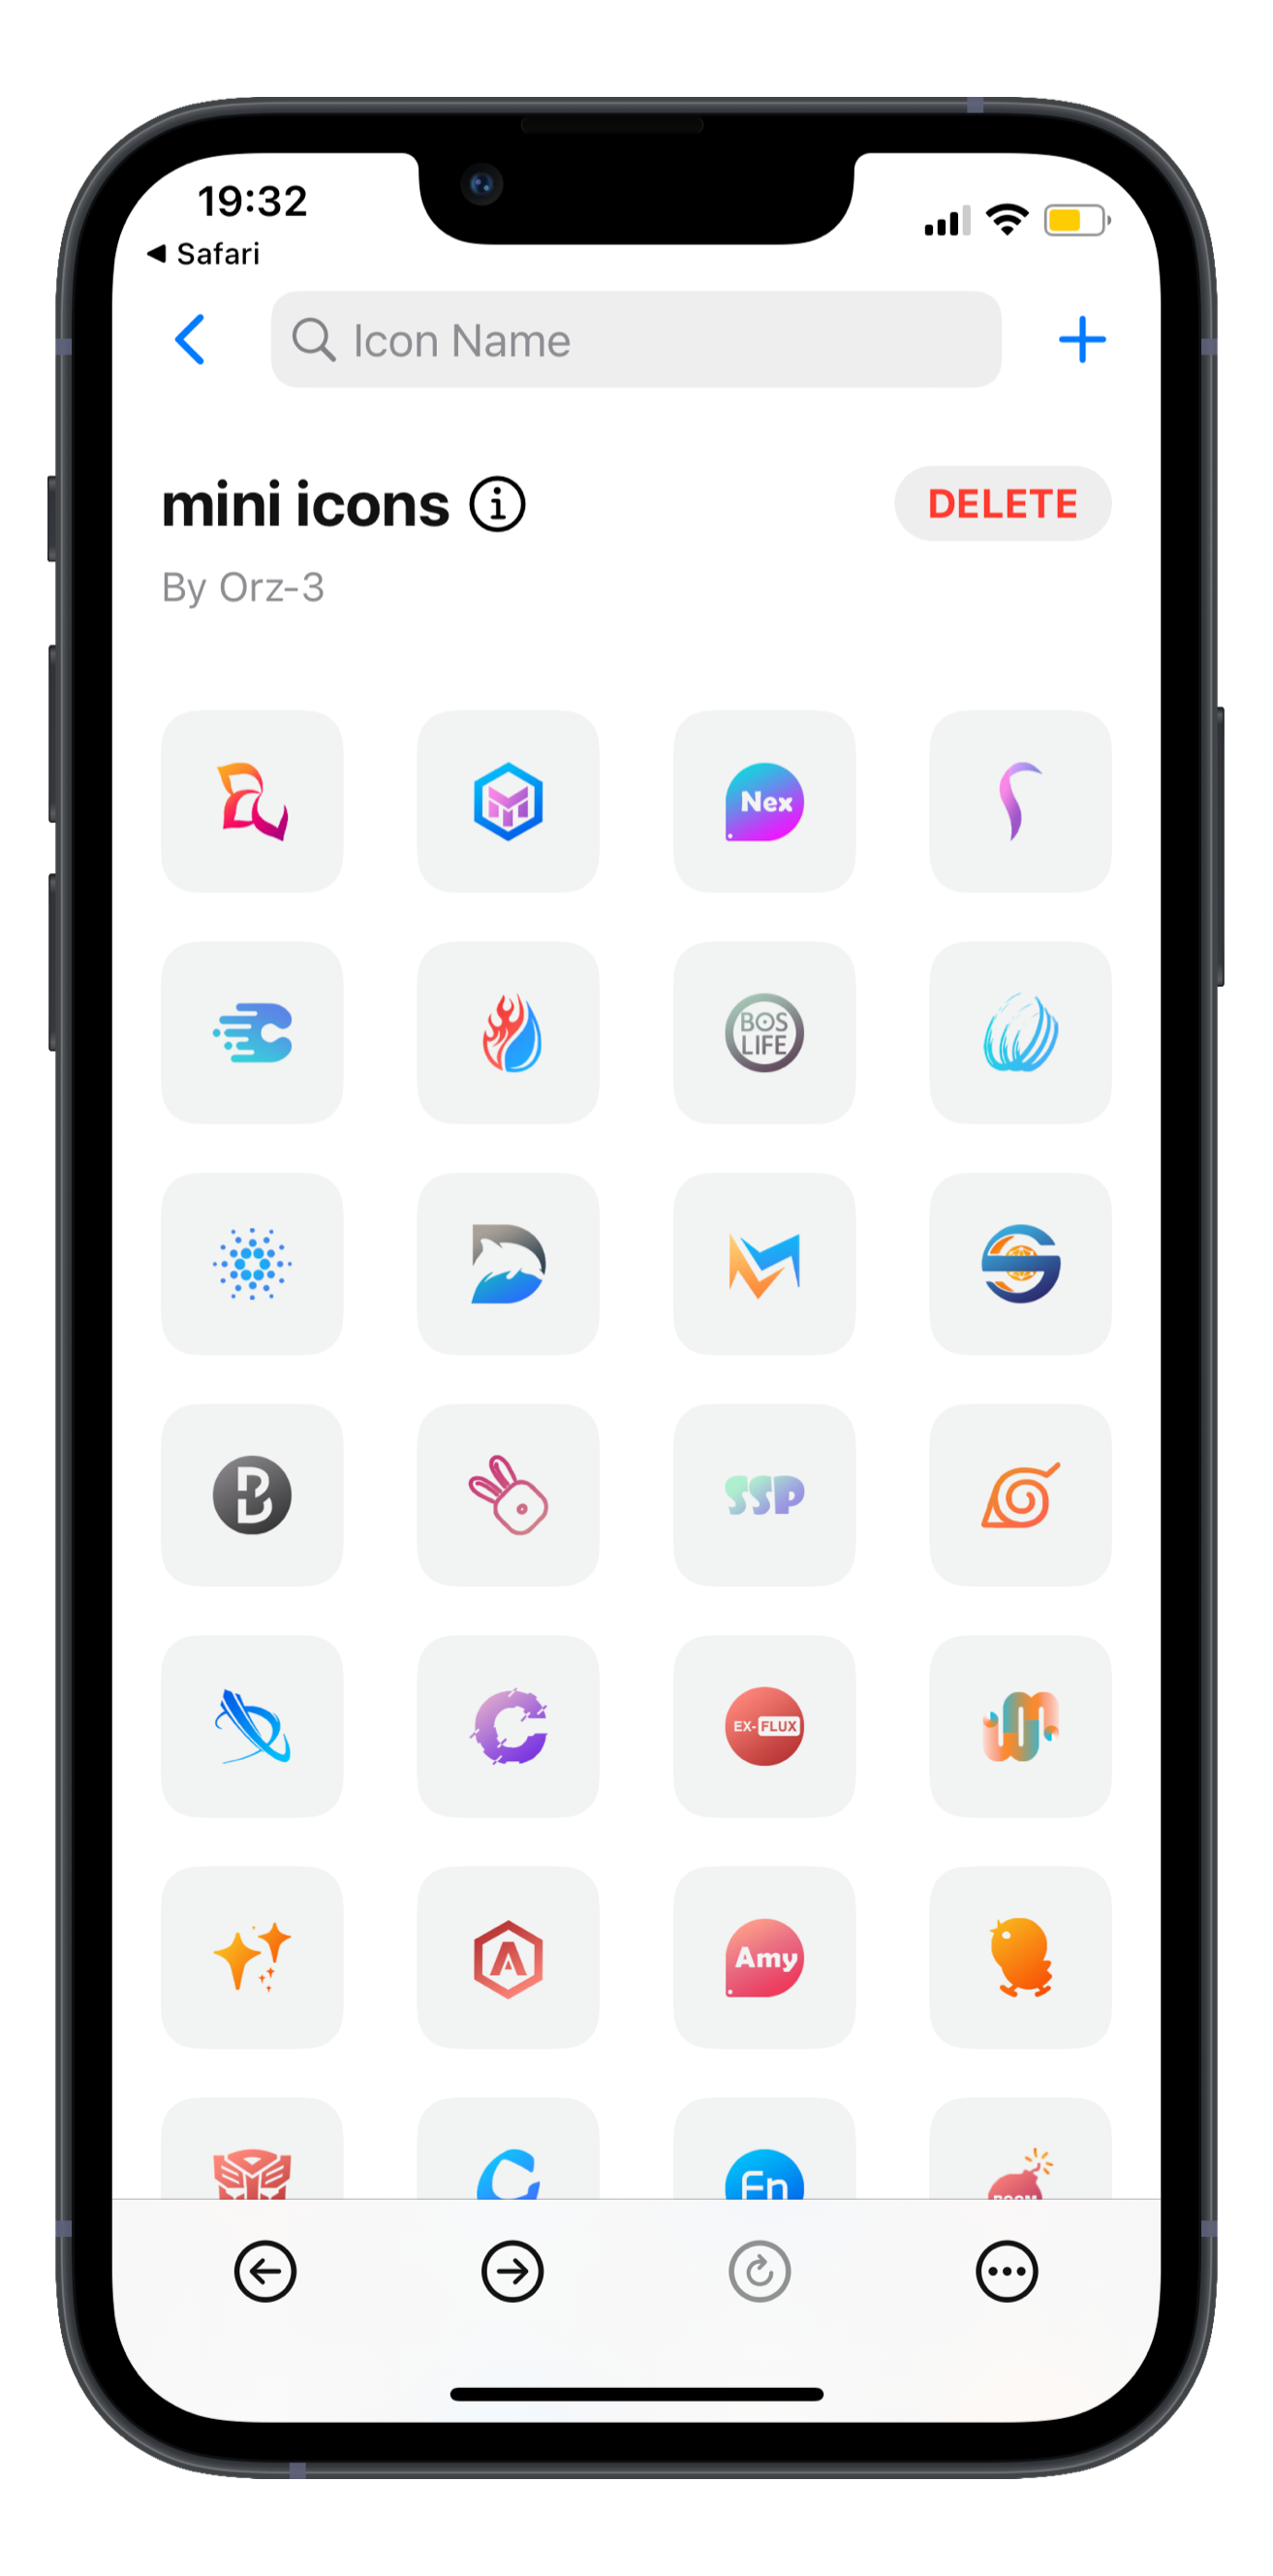 19:32
Safari
Icon Name
mini icons
DELETE
By Orz-3
Nex
BOS
LIFE
SSP
EX-FLUX
Amy
Fn
BOOM